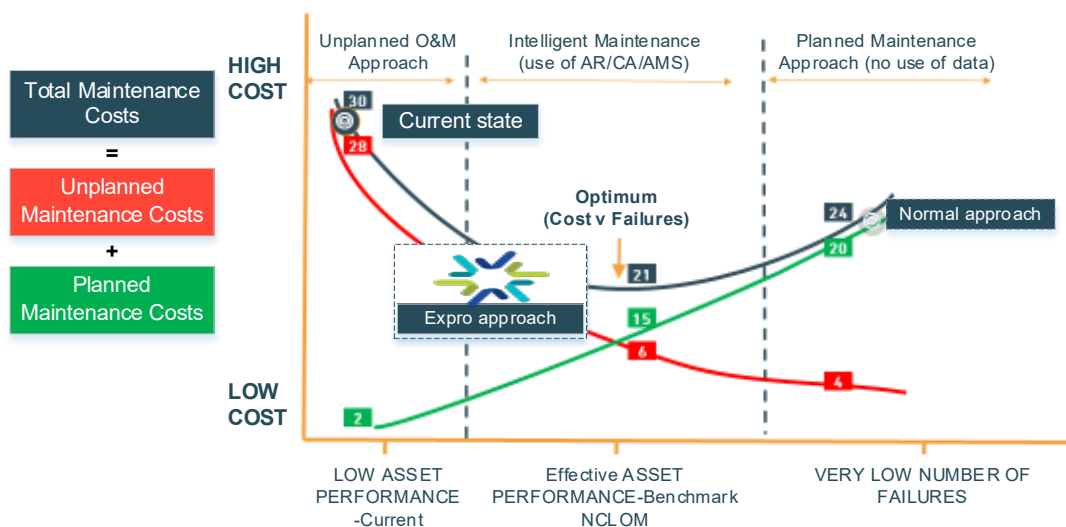 Total Maintenance
Costs
=
Unplanned
Maintenance Costs
+
Planned
Maintenance Costs
HIGH
COST
LOW
COST
Unplanned O&M
Approach
Intelligent Maintenance
(use of AR/CA/AMS)
Planned Maintenance
Approach (no use of data)
30
Current state
28
Optimum
(Cost v Failures)
24
Normal approach
20
21
Expro approach
15
6
4
2
LOW ASSET
PERFORMANCE
-Current
Effective ASSET
PERFORMANCE-Benchmark
NCLOM
VERY LOW NUMBER OF
FAILURES